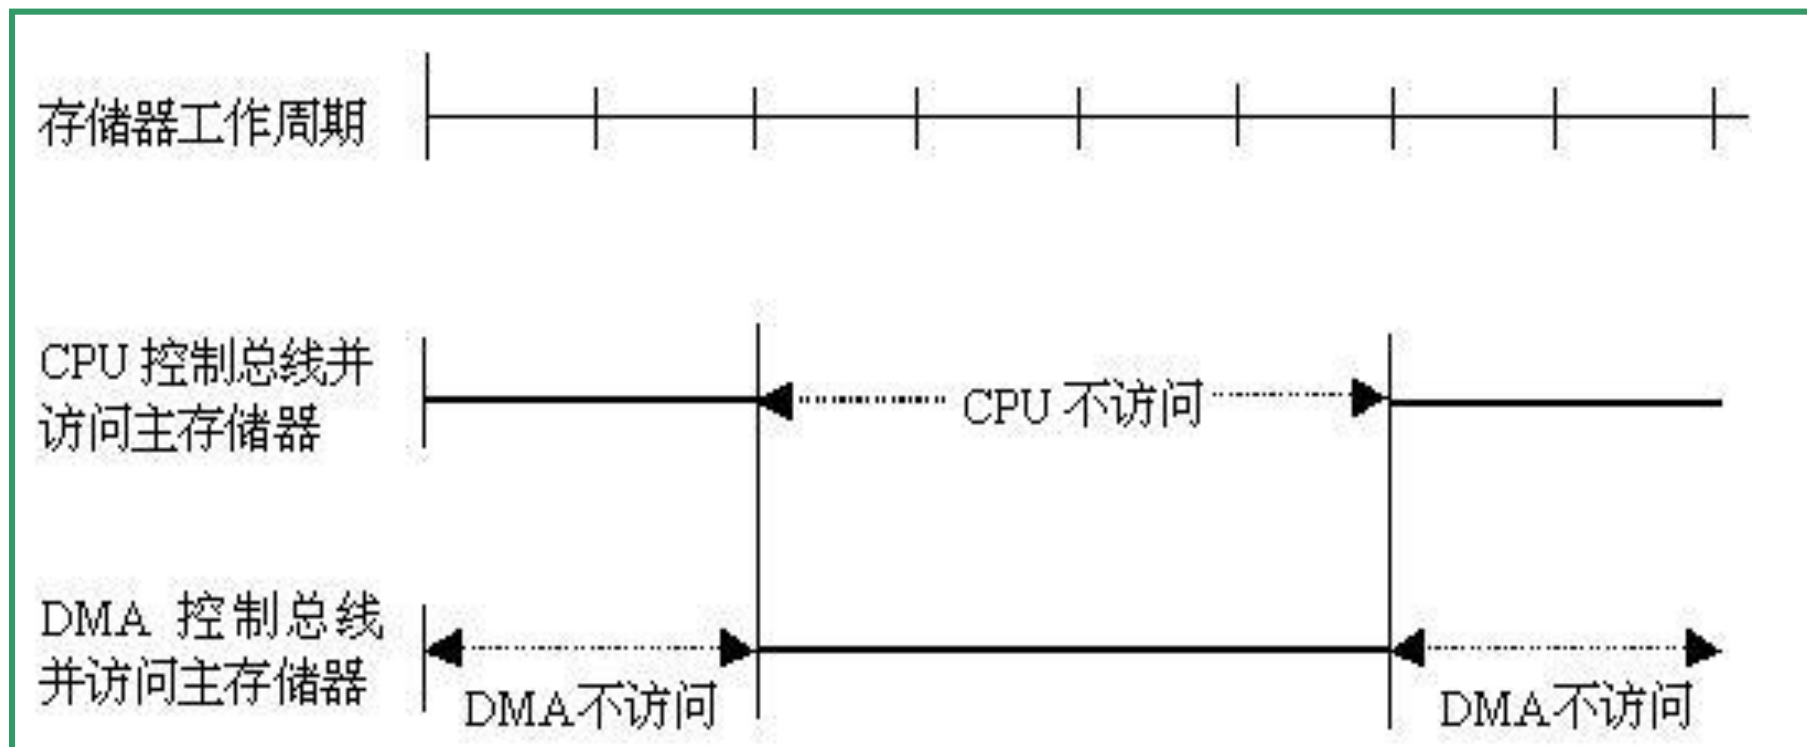 存储器工作周期
CPU 控制总线并
访问主存储器
CPU 不访问
DMA 控制总线
并访问主存储器
DMA不访问
DMA不访问